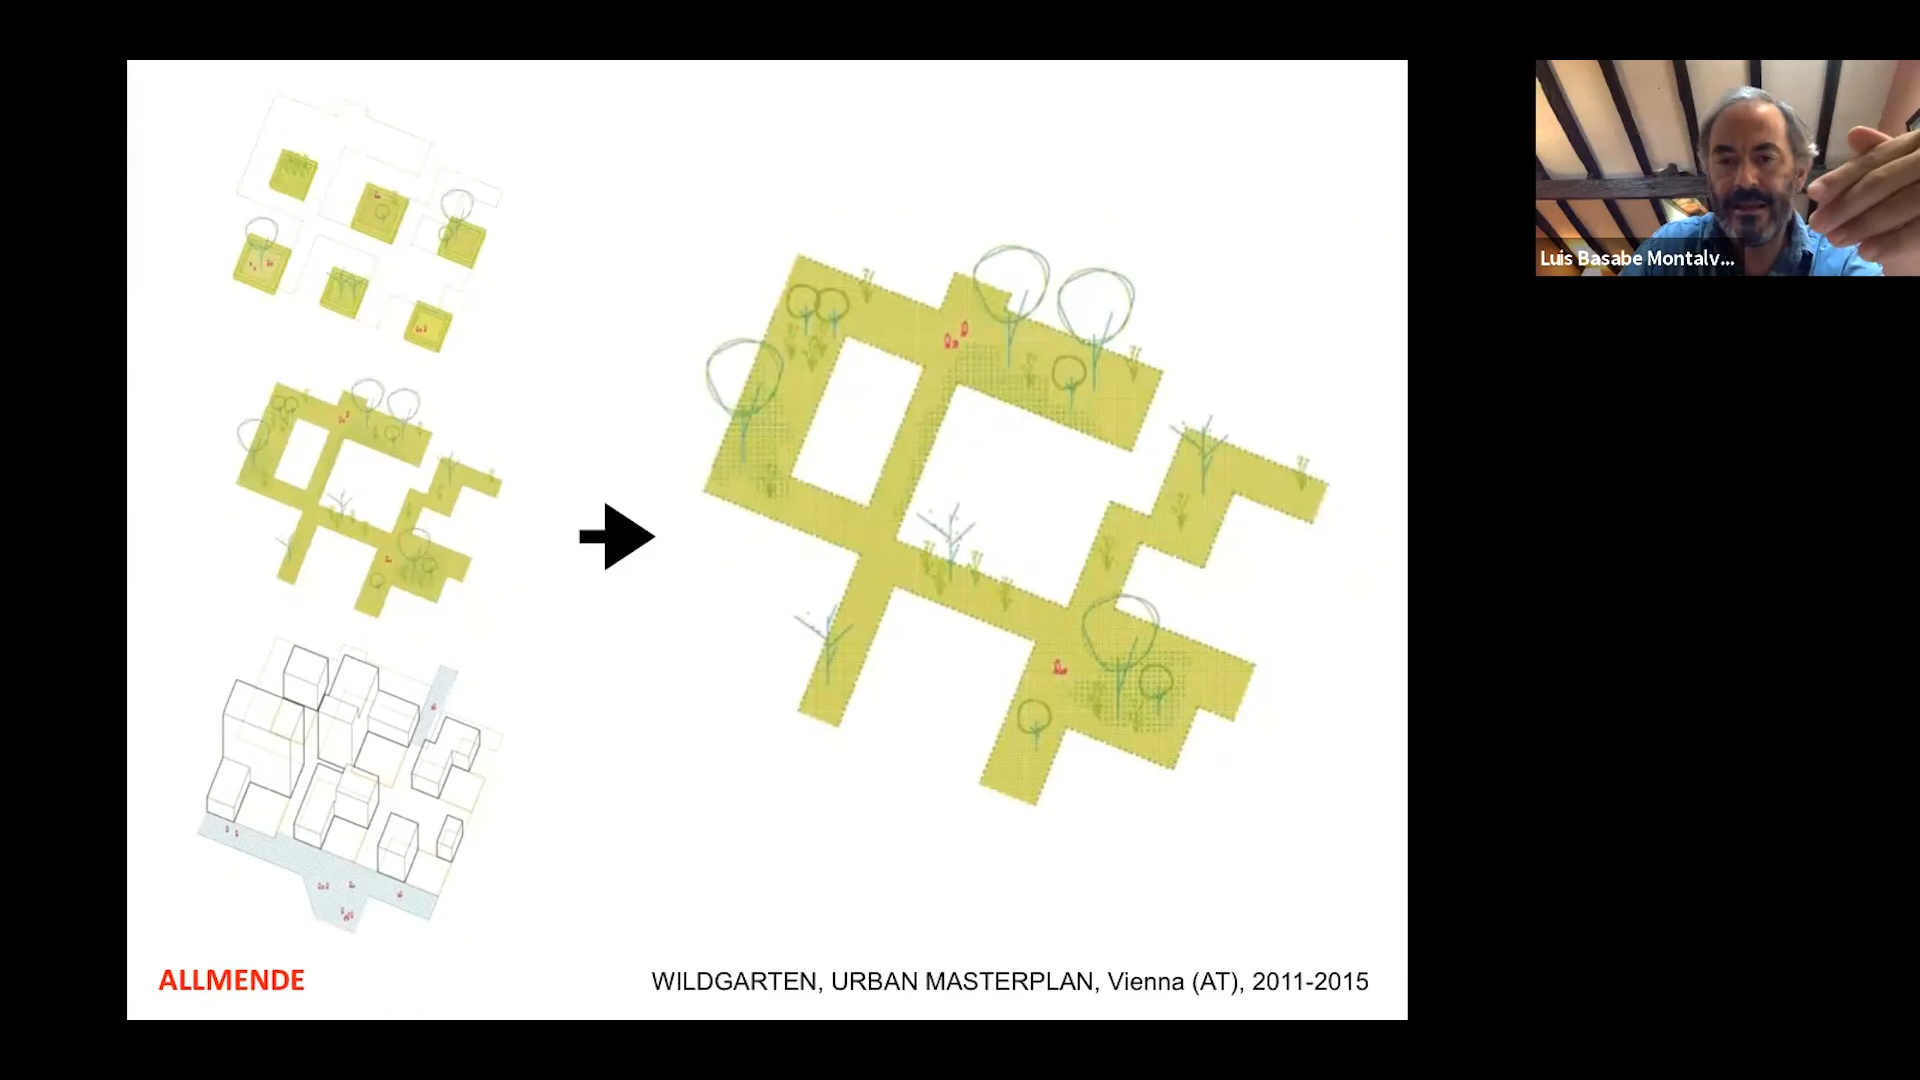 Luis Basabe Montalv...
ALLMENDE
WILDGARTEN, URBAN MASTERPLAN, Vienna (AT), 2011-2015